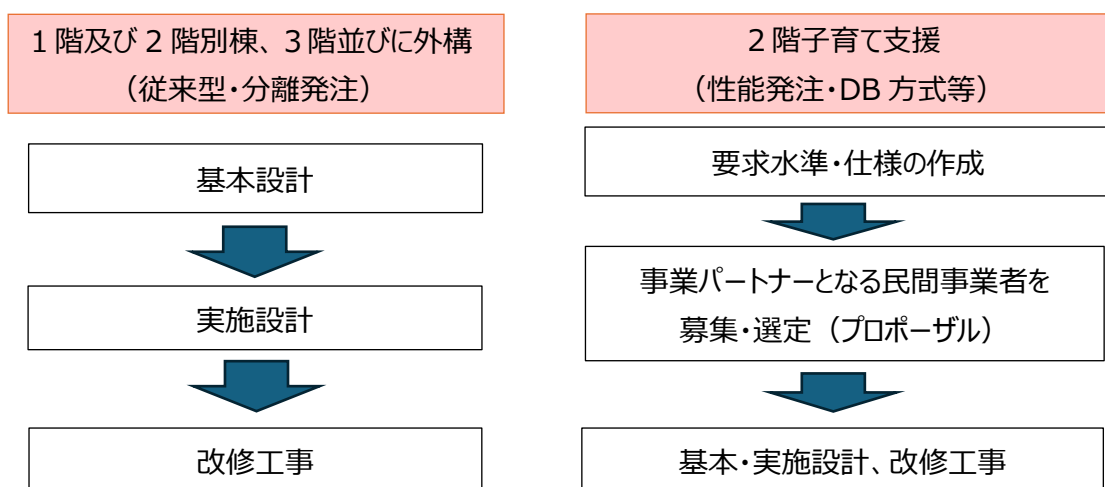 1階及び2階別棟、3階並びに外構
（従来型・分離発注）
基本設計
実施設計
改修工事
2階子育て支援
（性能発注・DB方式等）
要求水準・仕様の作成
事業パートナーとなる民間事業者を
募集・選定（プロポーザル）
基本・実施設計、改修工事